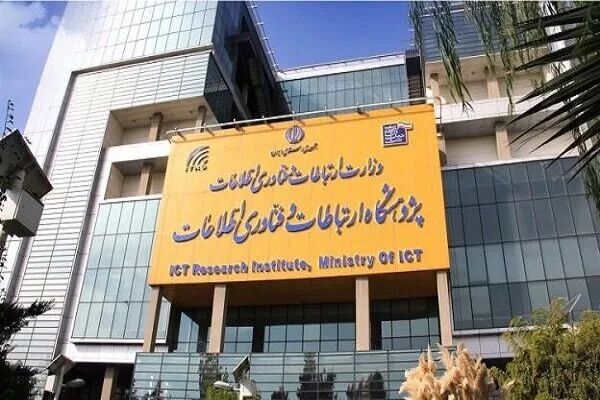 جمهوری اسلامی ایران
وزارت ارتباطات و فناوری اطلاعات
پژوهشگاه ارتباطات و فناوری اطلاعات
ICT Research Institute, Ministry Of ICT